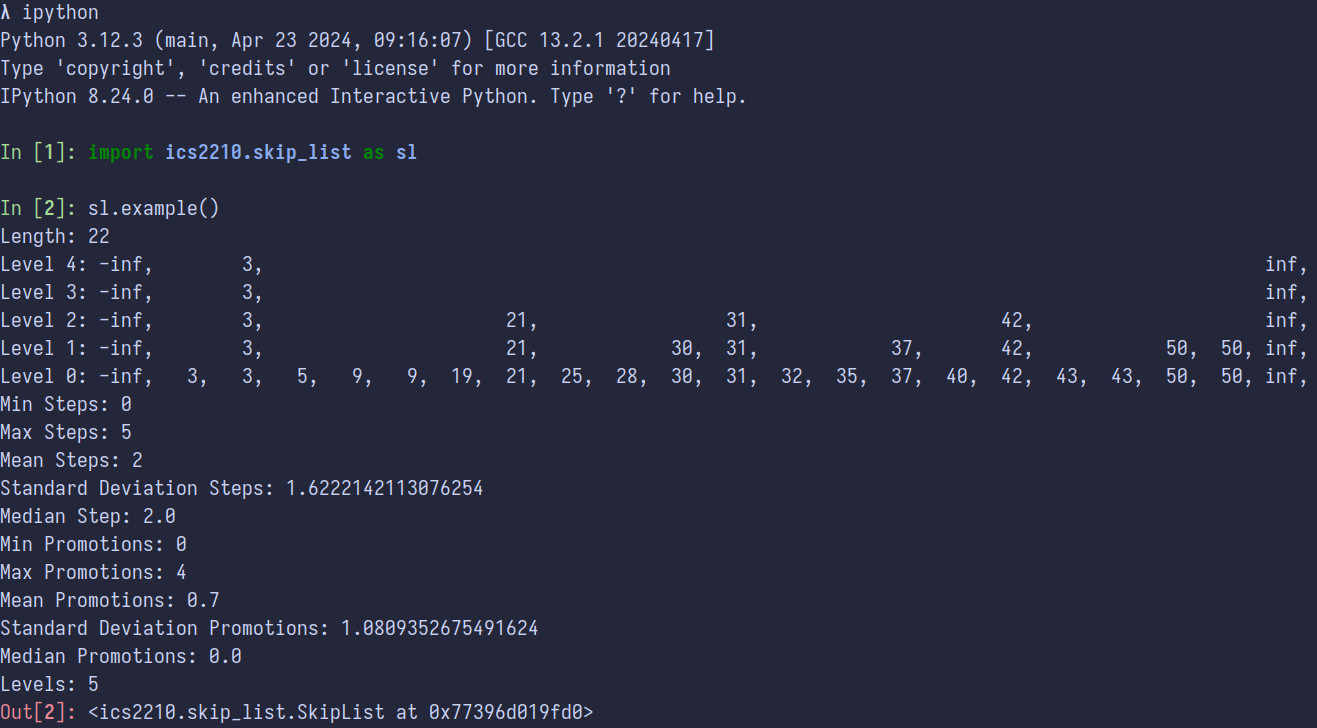 λ ipython
Python 3.12.3 (main, Apr 23 2024, 09:16:07) [GCC 13.2.1 20240417]
Type 'copyright', 'credits' or 'license' for more information
IPython 8.24.0 -- An enhanced Interactive Python. Type '?' for help.

In [1]: import ics2210.skip_list as sl

In [2]: sl.example()
Length: 22
Level 4: -inf,        3,                                                                                           inf,
Level 3: -inf,        3,                                                                                           inf,
Level 2: -inf,        3,                      21,                 31,                      42,                     inf,
Level 1: -inf,        3,                      21,            30,  31,            37,       42,            50,  50, inf,
Level 0: -inf,   3,   3,   5,   9,   9,  19,  21,  25,  28,  30,  31,  32,  35,  37,  40,  42,  43,  43,  50,  50, inf,
Min Steps: 0
Max Steps: 5
Mean Steps: 2
Standard Deviation Steps: 1.6222142113076254
Median Step: 2.0
Min Promotions: 0
Max Promotions: 4
Mean Promotions: 0.7
Standard Deviation Promotions: 1.0809352675491624
Median Promotions: 0.0
Levels: 5
Out[2]: <ics2210.skip_list.SkipList at 0x77396d019fd0>